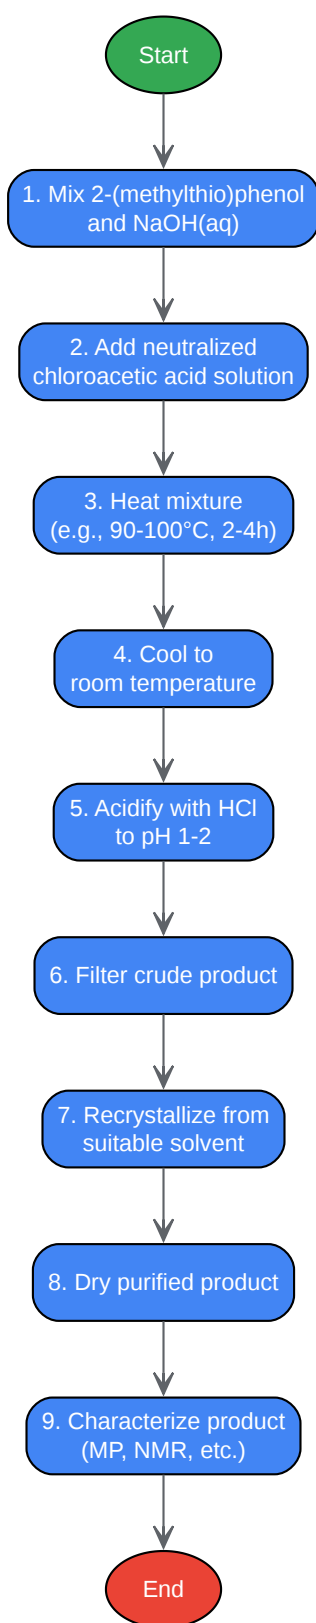 Start
1. Mix 2-(methylthio)phenol
and NaOH(aq)
2. Add neutralized
chloroacetic acid solution
3. Heat mixture
(e.g., 90-100°C, 2-4h)
4. Cool to
room temperature
5. Acidify with HCl
to pH 1-2
6. Filter crude product
7. Recrystallize from
suitable solvent
8. Dry purified product
9. Characterize product
(MP, NMR, etc.)
End